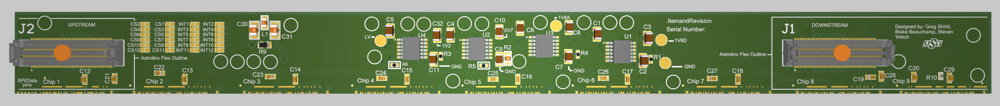 J2
UPSTREAM
CS2 CS1 INT1 INT2
CS4 CS3 INT3 INT4
CS6 CS5 INT5 INT6
CS8 CS7 INT7 INT8
CS10 CS9 INT9 INT10
CS12 CS11 INT11 INT12
Astrolinx Flex Outline
C30
L1
C31
R9
C12
C21
C22
C13
C23
C14
SPI/Data
pins
Chip 1
Chip 2
Chip 3
C5
LV
U4
C32
C4
1V2
R3
R6
C11
GND
C24
C15
Chip 4
U2
C10
0V7
C9
R2
R5
GND
C25
C16
Chip 5
C6
1V8A
U3
C8
R4
C7
GND
C26
C17
Chip 6
C1
U1
C3
1V8D
R1
C2
GND
C27
C18
Chip 7
.ItemandRevision
Serial Number:
J1
DOWNSTREAM
Astrolinx Flex Outline
Designed by: Greg Shildt,
Blake Beauchamp, Steven
Welch
OSU
C19
C28
C20
R10
C29
Chip 8
Chip 9